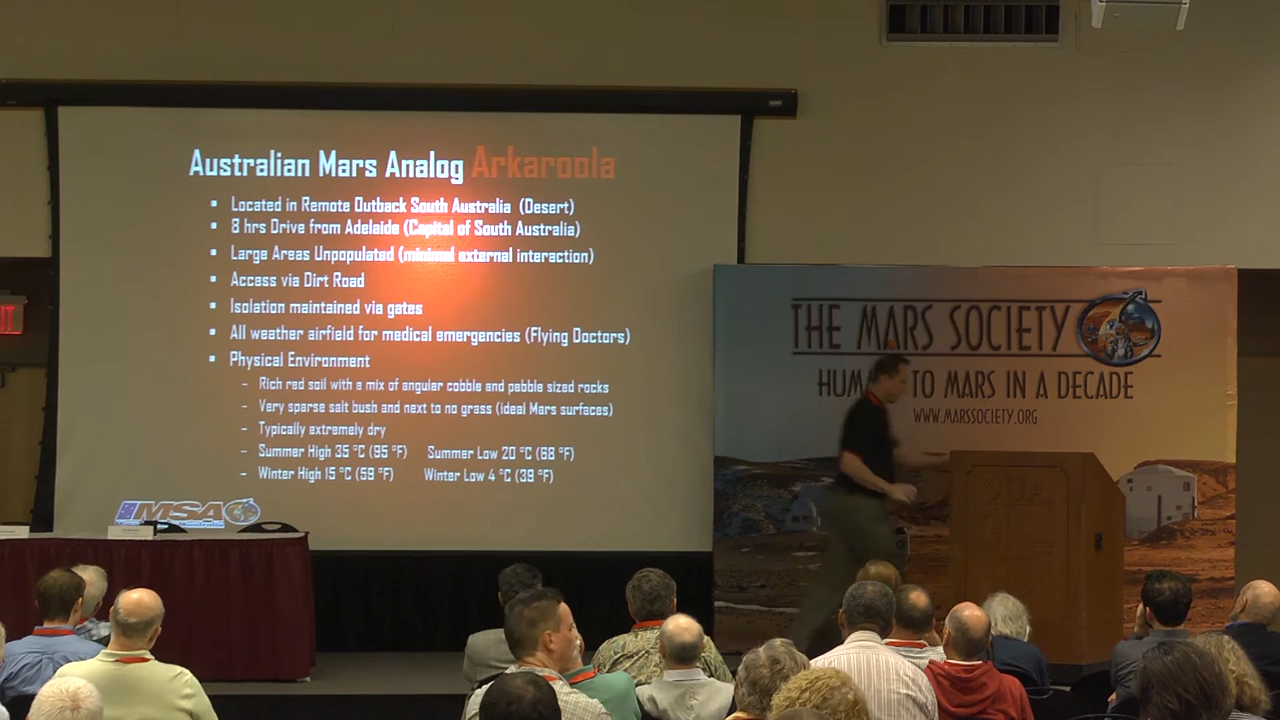 Australian Mars Analog Arkaroola
▪ Located in Remote Outback South Australia (Desert)
▪ 8 hrs Drive from Adelaide (Capital of South Australia)
▪ Large Areas Unpopulated (minimal external interaction)
▪ Access via Dirt Road
▪ Isolation maintained via gates
▪ All weather airfield for medical emergencies (Flying Doctors)
▪ Physical Environment
– Rich red soil with a mix of angular cobble and pebble sized rocks
– Very sparse salt bush and next to no grass (ideal Mars surfaces)
– Typically extremely dry
– Summer High 35 °C (95 °F) Summer Low 20 °C (68 °F)
– Winter High 15 °C (59 °F) Winter Low 4 °C (39 °F)
MSA
THE MARS SOCIETY
TO MARS IN A DECADE
WWW.MARSSOCIETY.ORG